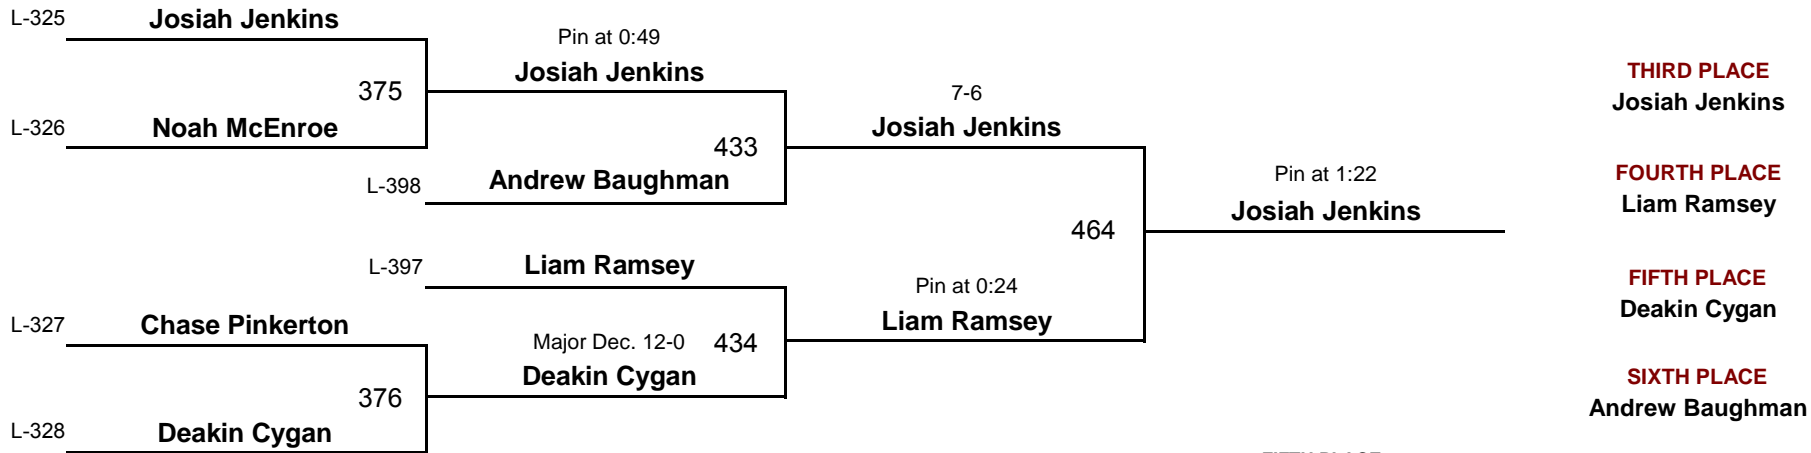 L-325
Josiah Jenkins
Pin at 0:49
Josiah Jenkins
375
L-326
Noah McEnroe
7-6
Josiah Jenkins
433
L-398
Andrew Baughman
Pin at 1:22
Josiah Jenkins
464
L-397
Liam Ramsey
Pin at 0:24
Liam Ramsey
L-327
Chase Pinkerton
Major Dec. 12-0
434
Deakin Cygan
376
L-328
Deakin Cygan
THIRD PLACE
Josiah Jenkins
FOURTH PLACE
Liam Ramsey
FIFTH PLACE
Deakin Cygan
SIXTH PLACE
Andrew Baughman